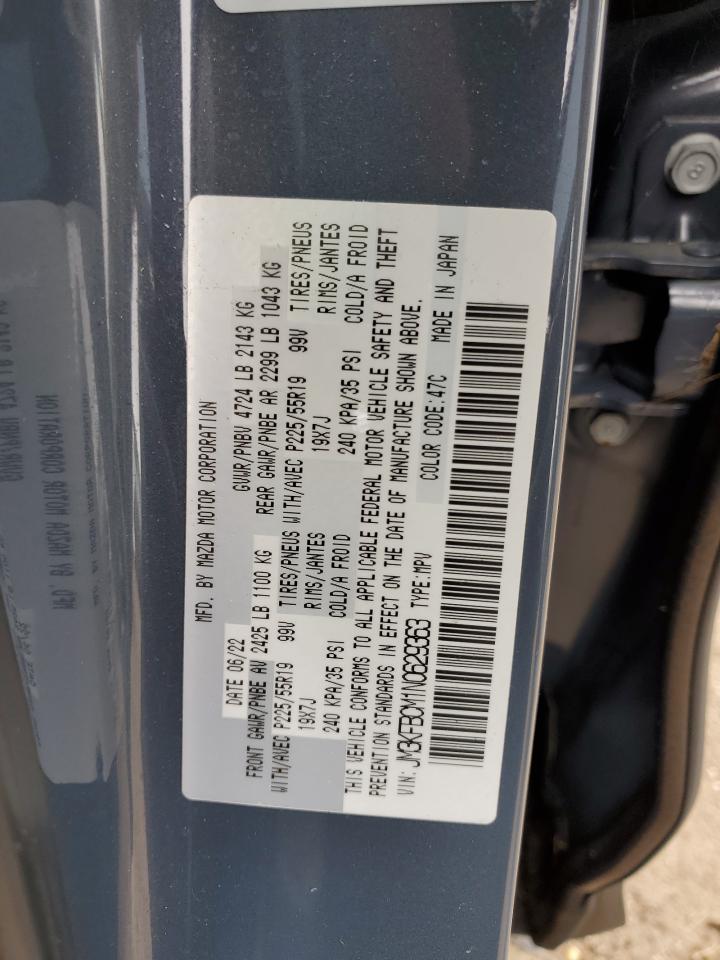 MFD. BY MAZDA MOTOR CORPORATION
DATE 06/22 GVWR/PNBV 4724 LB 2143 KG
FRONT GAWR/PNBE AV 2425 LB 1100 KG REAR GAWR/PNBE AR 2299 LB 1043 KG
WITH/AVEC P225/55R19 99V TIRES/PNEUS WITH/AVEC P225/55R19 99V TIRES/PNEUS
19X7J RIMS/JANTES 19X7J RIMS/JANTES
240 KPA/35 PSI COLD/A FROID 240 KPA/35 PSI COLD/A FROID
THIS VEHICLE CONFORMS TO ALL APPLICABLE FEDERAL MOTOR VEHICLE SAFETY AND THEFT
PREVENTION STANDARDS IN EFFECT ON THE DATE OF MANUFACTURE SHOWN ABOVE.
VIN: JM3KFBCM1N0629363 TYPE:MPV COLOR CODE:47C MADE IN JAPAN
8